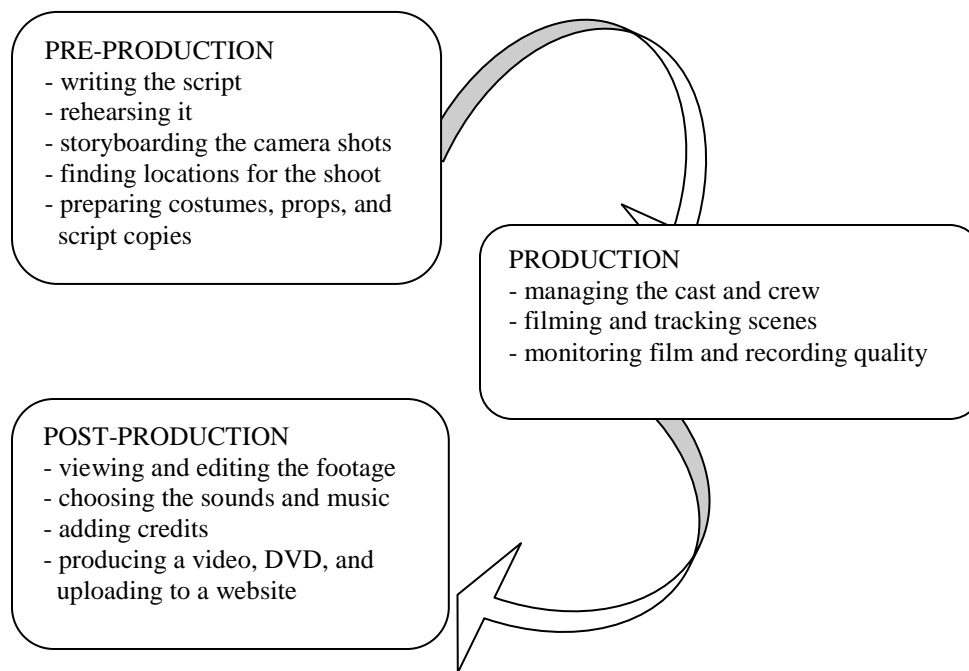 PRE-PRODUCTION
- writing the script
- rehearsing it
- storyboarding the camera shots
- finding locations for the shoot
- preparing costumes, props, and
script copies
PRODUCTION
- managing the cast and crew
- filming and tracking scenes
- monitoring film and recording quality
POST-PRODUCTION
- viewing and editing the footage
- choosing the sounds and music
- adding credits
- producing a video, DVD, and
uploading to a website